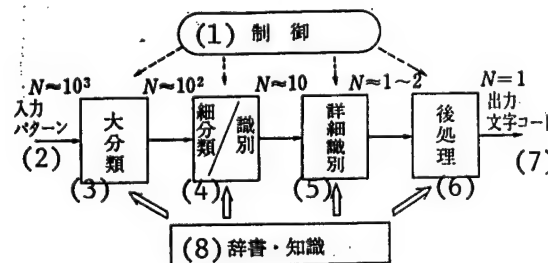 (1) 制御
N≈10³ N≈10² N≈10 N≈1~2 N=1
入力
パターン
(2)
大分類
(3)
細分類/識別
(4)
詳細識別
(5)
後処理
(6)
出力
文字コード
(7)
(8) 辞書・知識